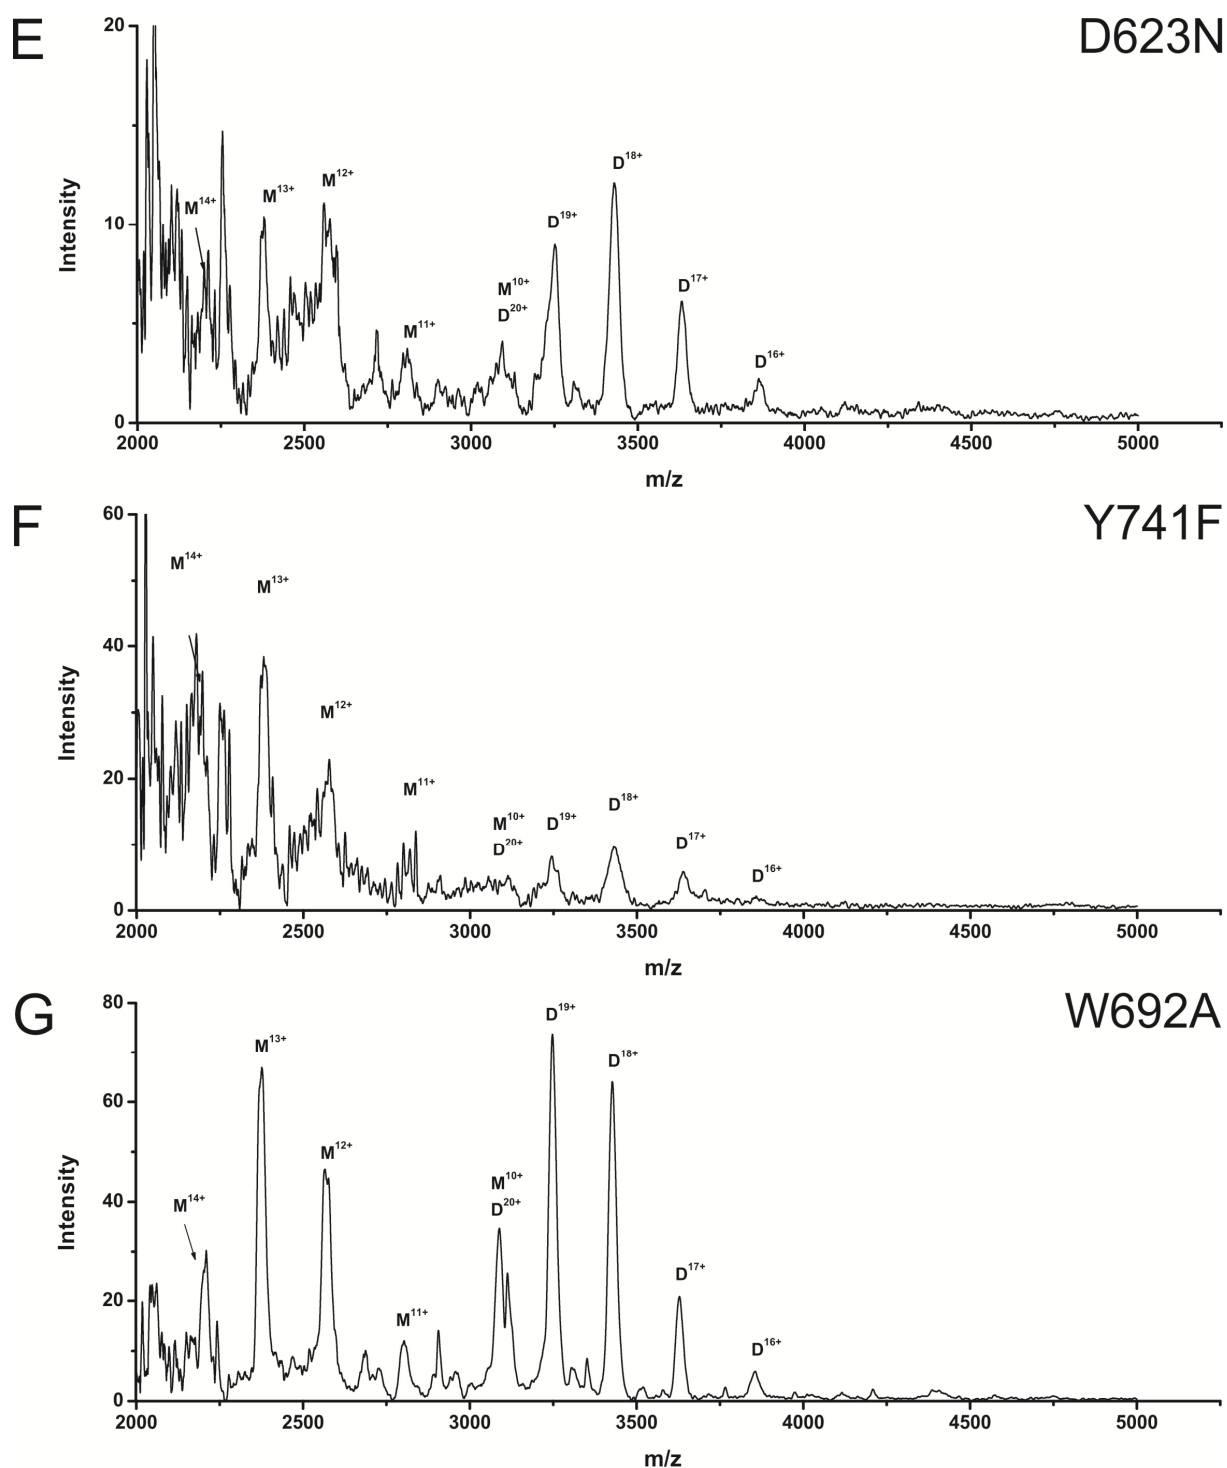 E
D623N
20
10
0
Intensity
M14+
M13+
M12+
M11+
M10+
D20+
D19+
D18+
D17+
D16+
2000 2500 3000 3500 4000 4500 5000
m/z
F
Y741F
60
40
20
0
Intensity
M14+
M13+
M12+
M11+
M10+
D20+
D19+
D18+
D17+
D16+
2000 2500 3000 3500 4000 4500 5000
m/z
G
W692A
80
60
40
20
0
Intensity
M14+
M13+
M12+
M11+
M10+
D20+
D19+
D18+
D17+
D16+
2000 2500 3000 3500 4000 4500 5000
m/z